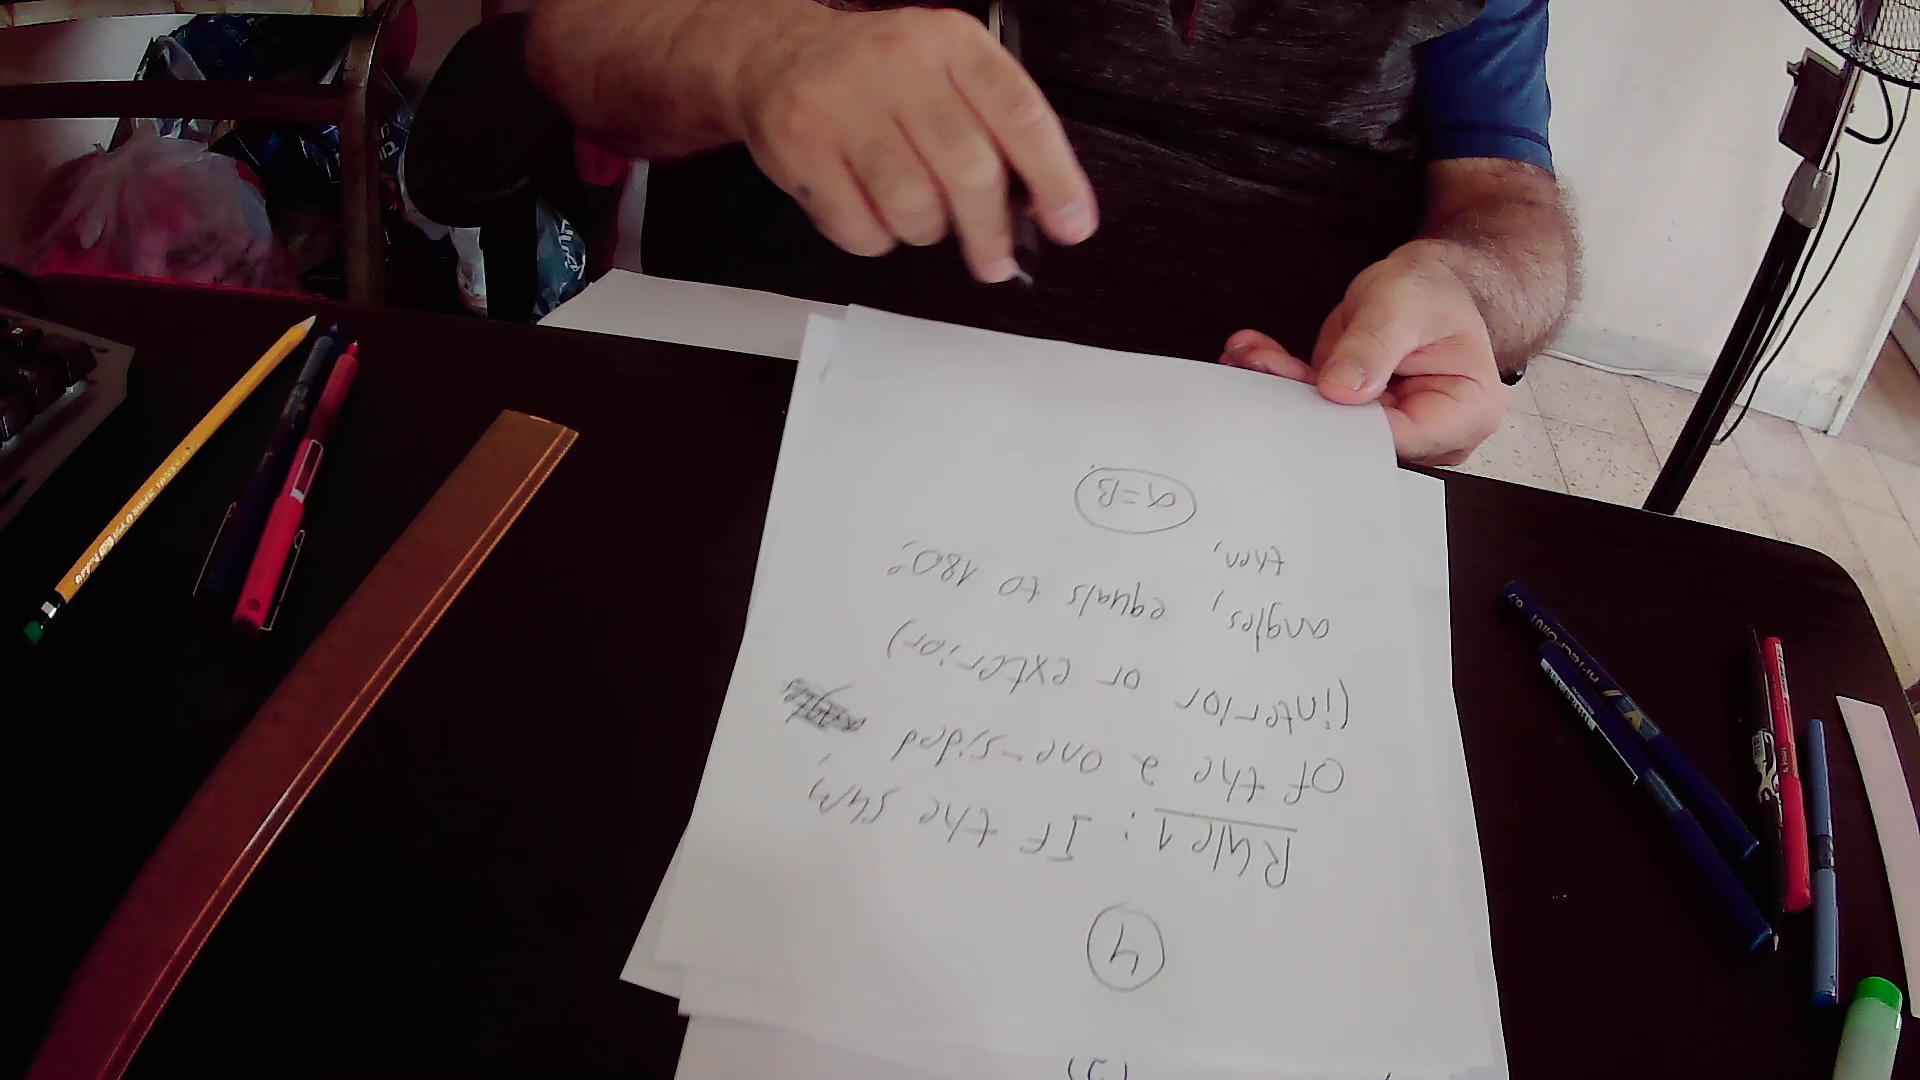 4
Rule 1: If the sum,
Of the 2 one-sided
(interior or exterior)
angles, equals to 180°,
then,
α=β
(2)